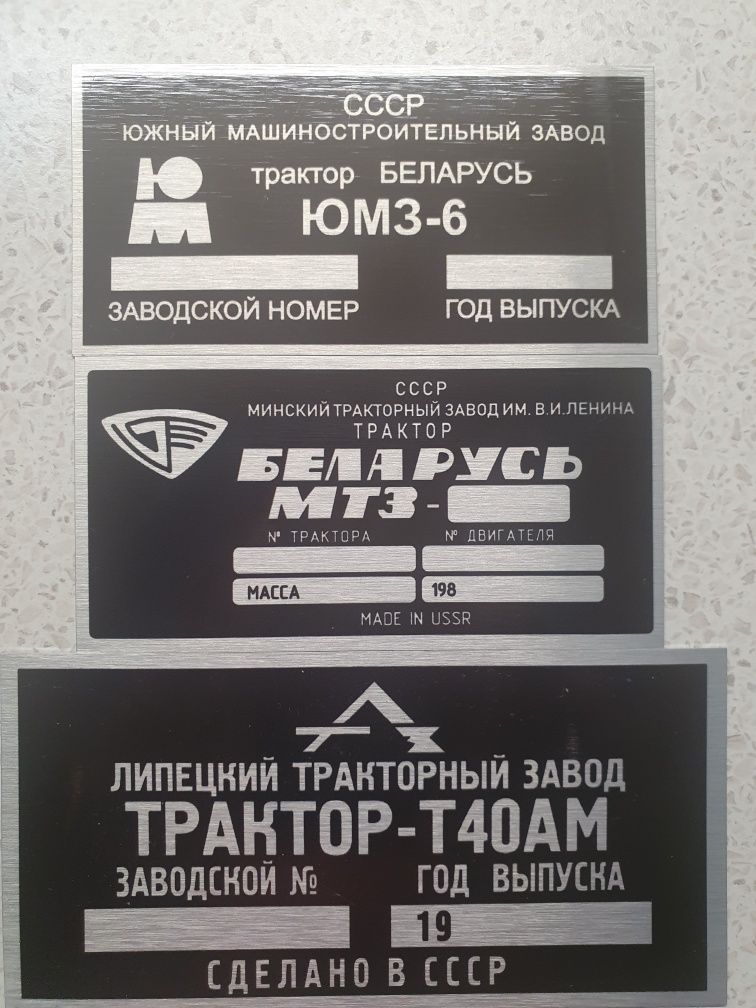 СССР
ЮЖНЫЙ МАШИНОСТРОИТЕЛЬНЫЙ ЗАВОД
ЮМ
трактор БЕЛАРУСЬ
ЮМЗ-6
ЗАВОДСКОЙ НОМЕР ГОД ВЫПУСКА
СССР
МИНСКИЙ ТРАКТОРНЫЙ ЗАВОД ИМ. В.И.ЛЕНИНА
ТРАКТОР
БЕЛАРУСЬ
МТЗ-
№ ТРАКТОРА № ДВИГАТЕЛЯ
МАССА 198
MADE IN USSR
ЛИПЕЦКИЙ ТРАКТОРНЫЙ ЗАВОД
ТРАКТОР-Т40АМ
ЗАВОДСКОЙ № ГОД ВЫПУСКА
19
СДЕЛАНО В СССР